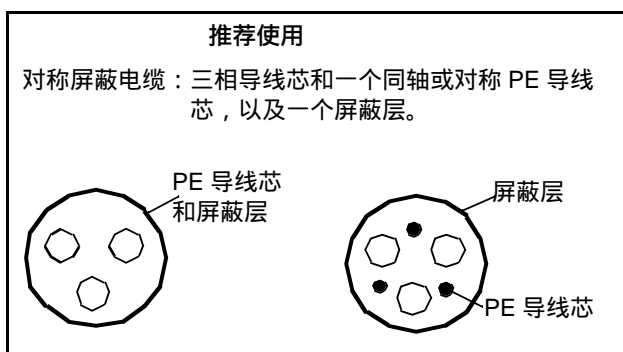 推荐使用
对称屏蔽电缆：三相导线芯和一个同轴或对称 PE 导线
芯，以及一个屏蔽层。
PE 导线芯
和屏蔽层
屏蔽层
PE 导线芯